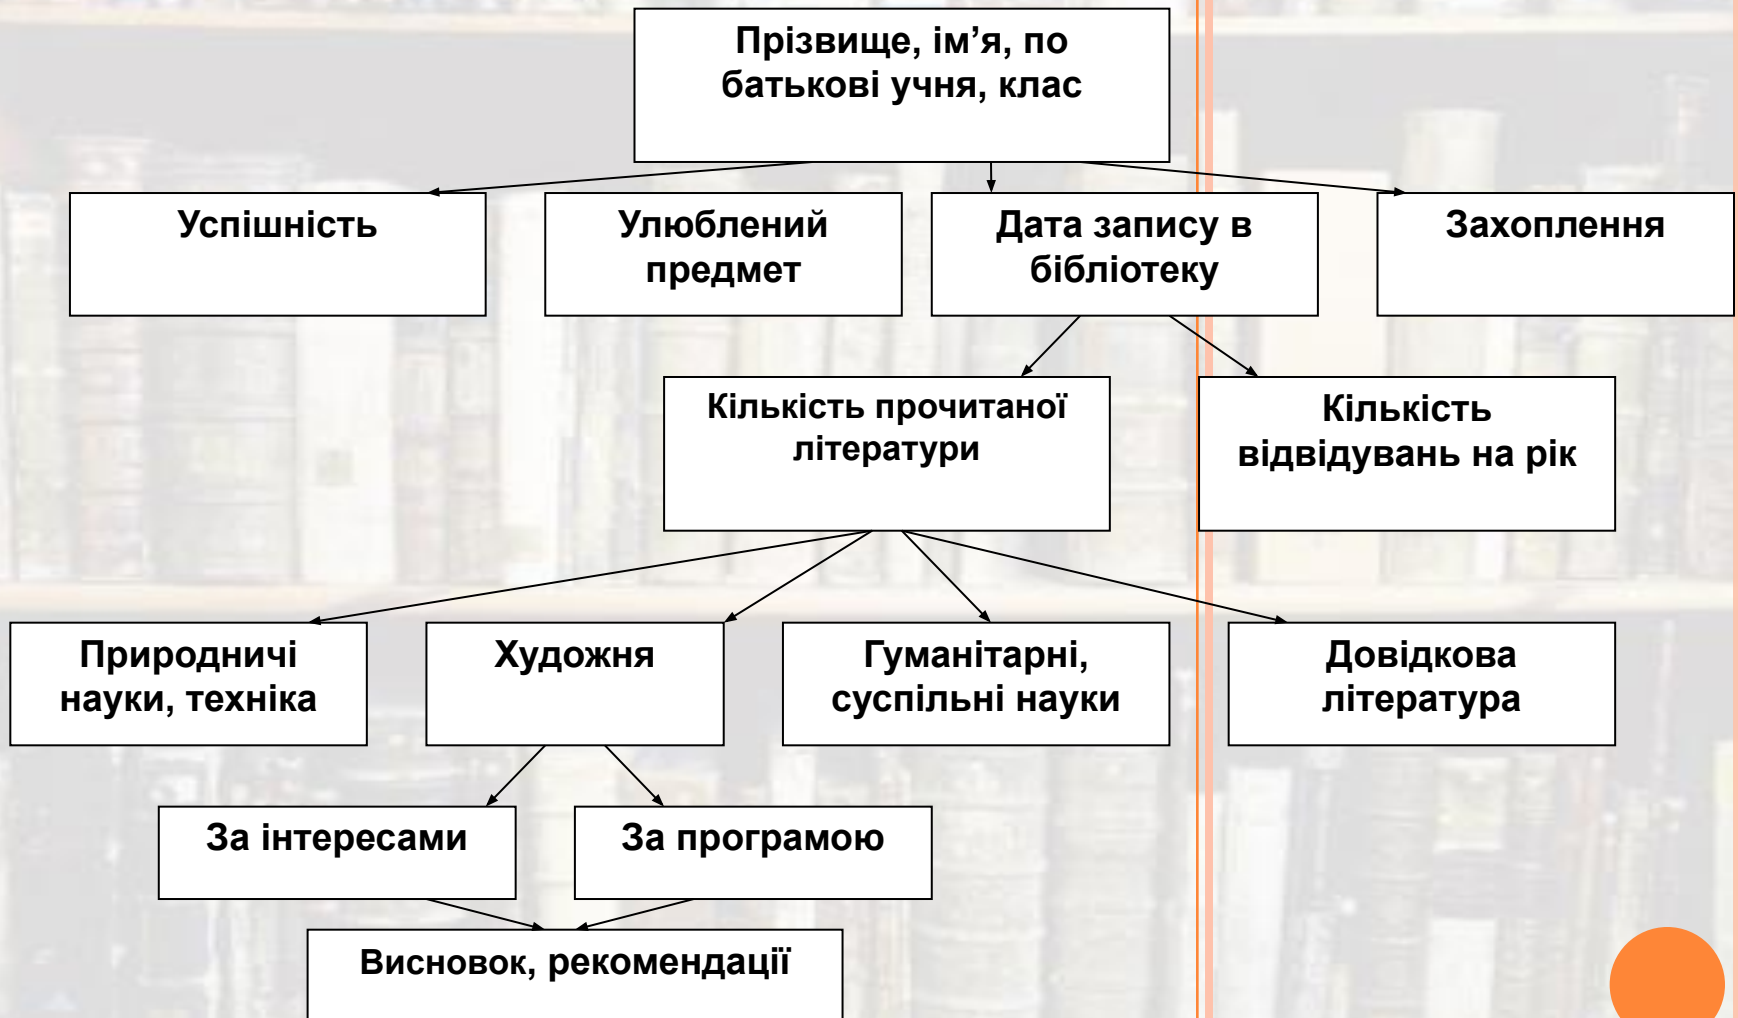 Прізвище, ім’я, по
батькові учня, клас
Успішність
Улюблений
предмет
Дата запису в
бібліотеку
Захоплення
Кількість прочитаної
літератури
Кількість
відвідувань на рік
Природничі
науки, техніка
Художня
Гуманітарні,
суспільні науки
Довідкова
література
За інтересами
За програмою
Висновок, рекомендації